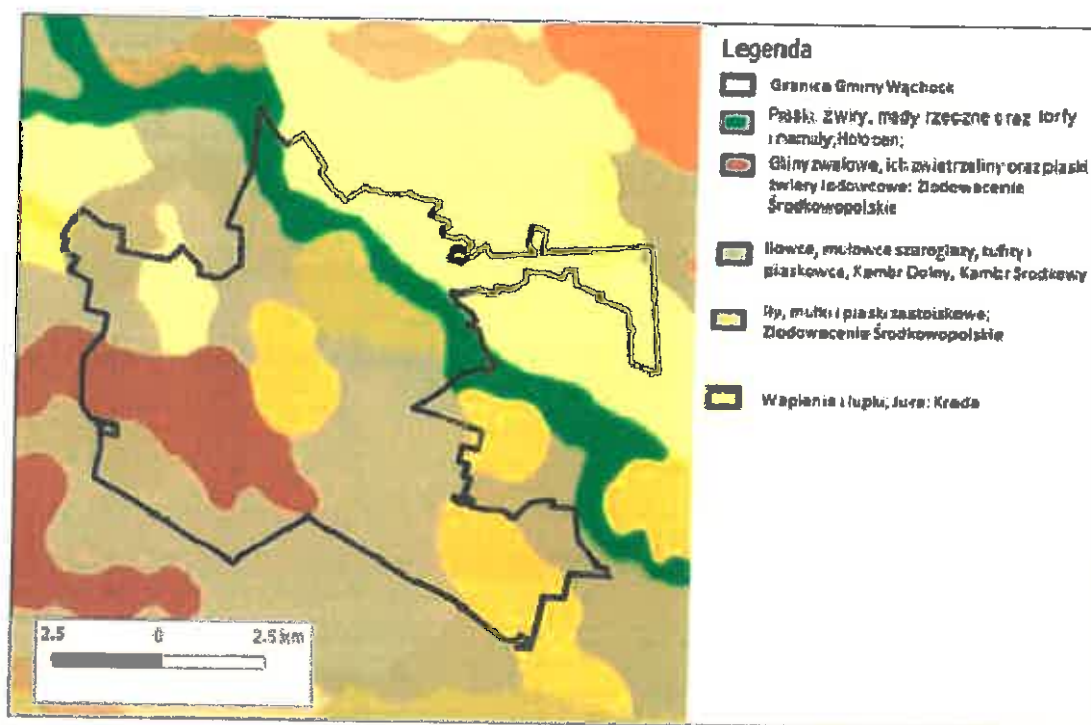 Legenda
Granica Gminy Wąchock
Piaski, żwiry, mady rzeczne oraz torfy
i namuły; Holocen;
Gliny zwałowe, ich zwietrzeliny oraz piaski
żwiry lodowcowe: Zlodowacenie
Środkowopolskie
Iłowce, mułowce szarogłazy, tufity i
piaskowce, Kambr Dolny, Kambr Środkowy
Iły, mułki i piaski zastoiskowe;
Zlodowacenie Środkowopolskie
Wapienie i łupki; Jura: Kreda
2.5 0 2.5 km